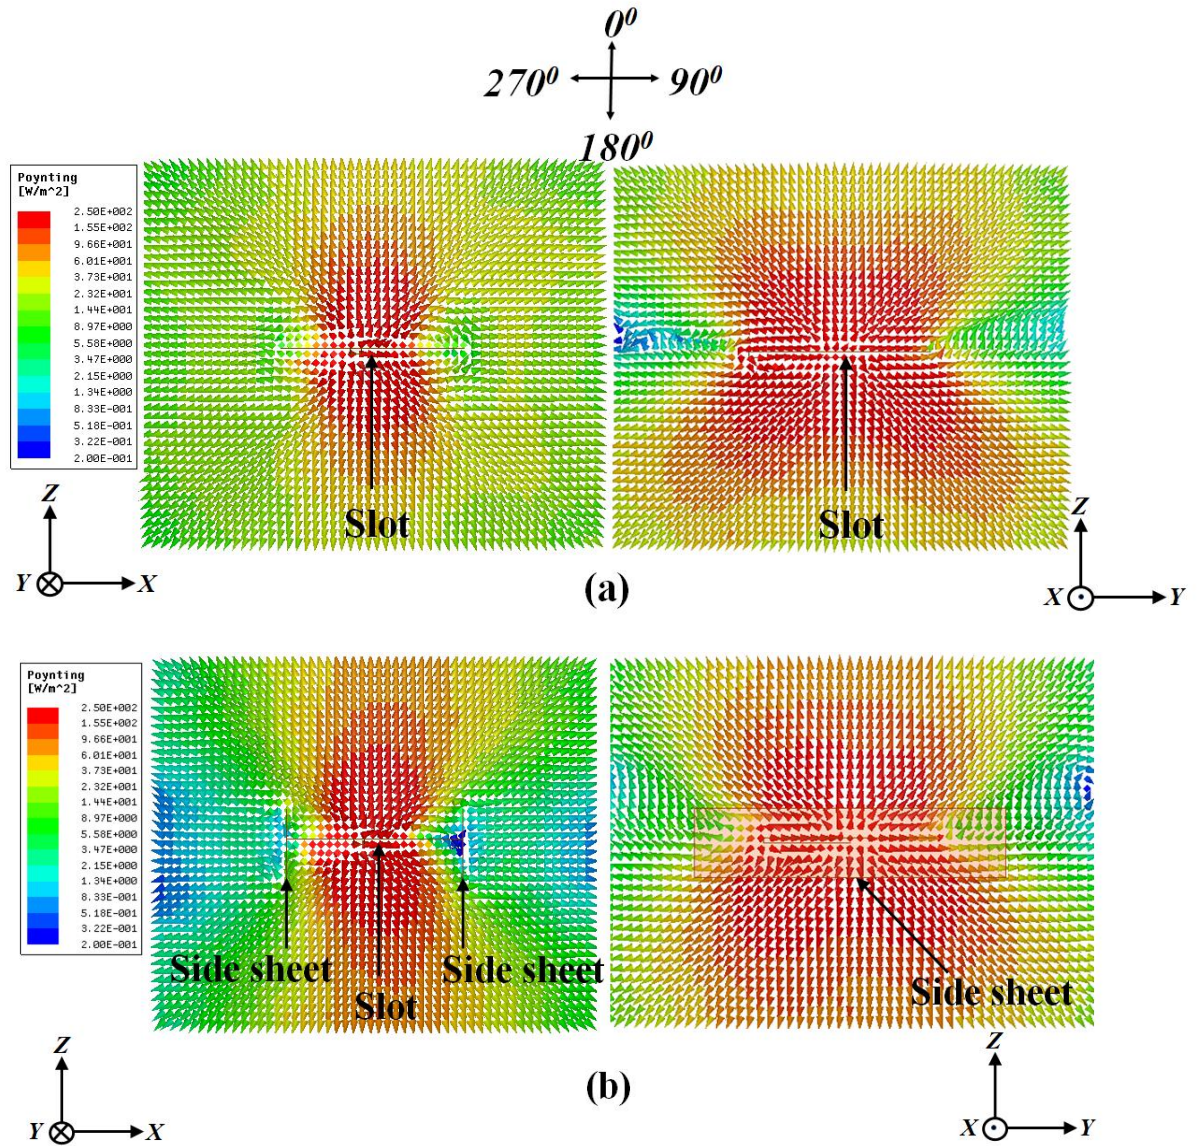 0⁰
270⁰ 90⁰
180⁰
Poynting
[W/m^2]
2.50E+002
1.55E+002
9.66E+001
6.01E+001
3.73E+001
2.32E+001
1.44E+001
8.97E+000
5.58E+000
3.47E+000
2.15E+000
1.34E+000
8.33E-001
5.18E-001
3.22E-001
2.00E-001
Slot
Slot
Z
Y X
Z
X Y
(a)
Poynting
[W/m^2]
2.50E+002
1.55E+002
9.66E+001
6.01E+001
3.73E+001
2.32E+001
1.44E+001
8.97E+000
5.58E+000
3.47E+000
2.15E+000
1.34E+000
8.33E-001
5.18E-001
3.22E-001
2.00E-001
Side sheet
Side sheet
Slot
Side sheet
Z
Y X
Z
X Y
(b)